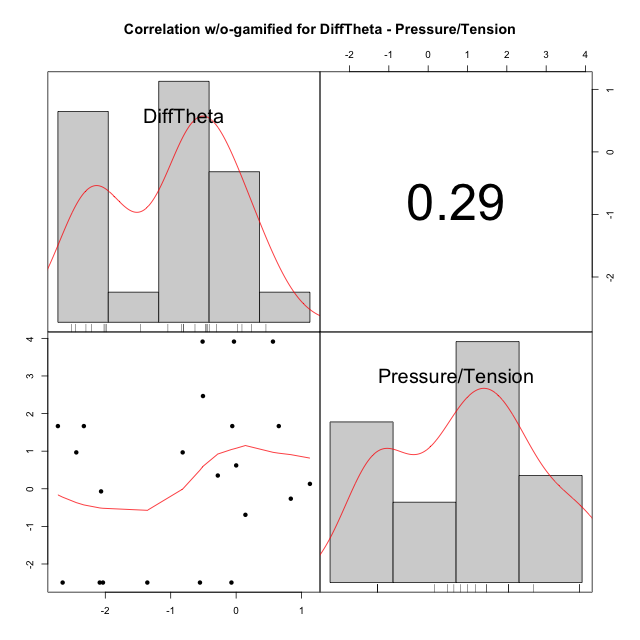 Correlation w/o-gamified for DiffTheta - Pressure/Tension
-2 -1 0 1 2 3 4
DiffTheta
0.29
1
0
-1
-2
4
3
2
1
0
-1
-2
Pressure/Tension
-2 -1 0 1